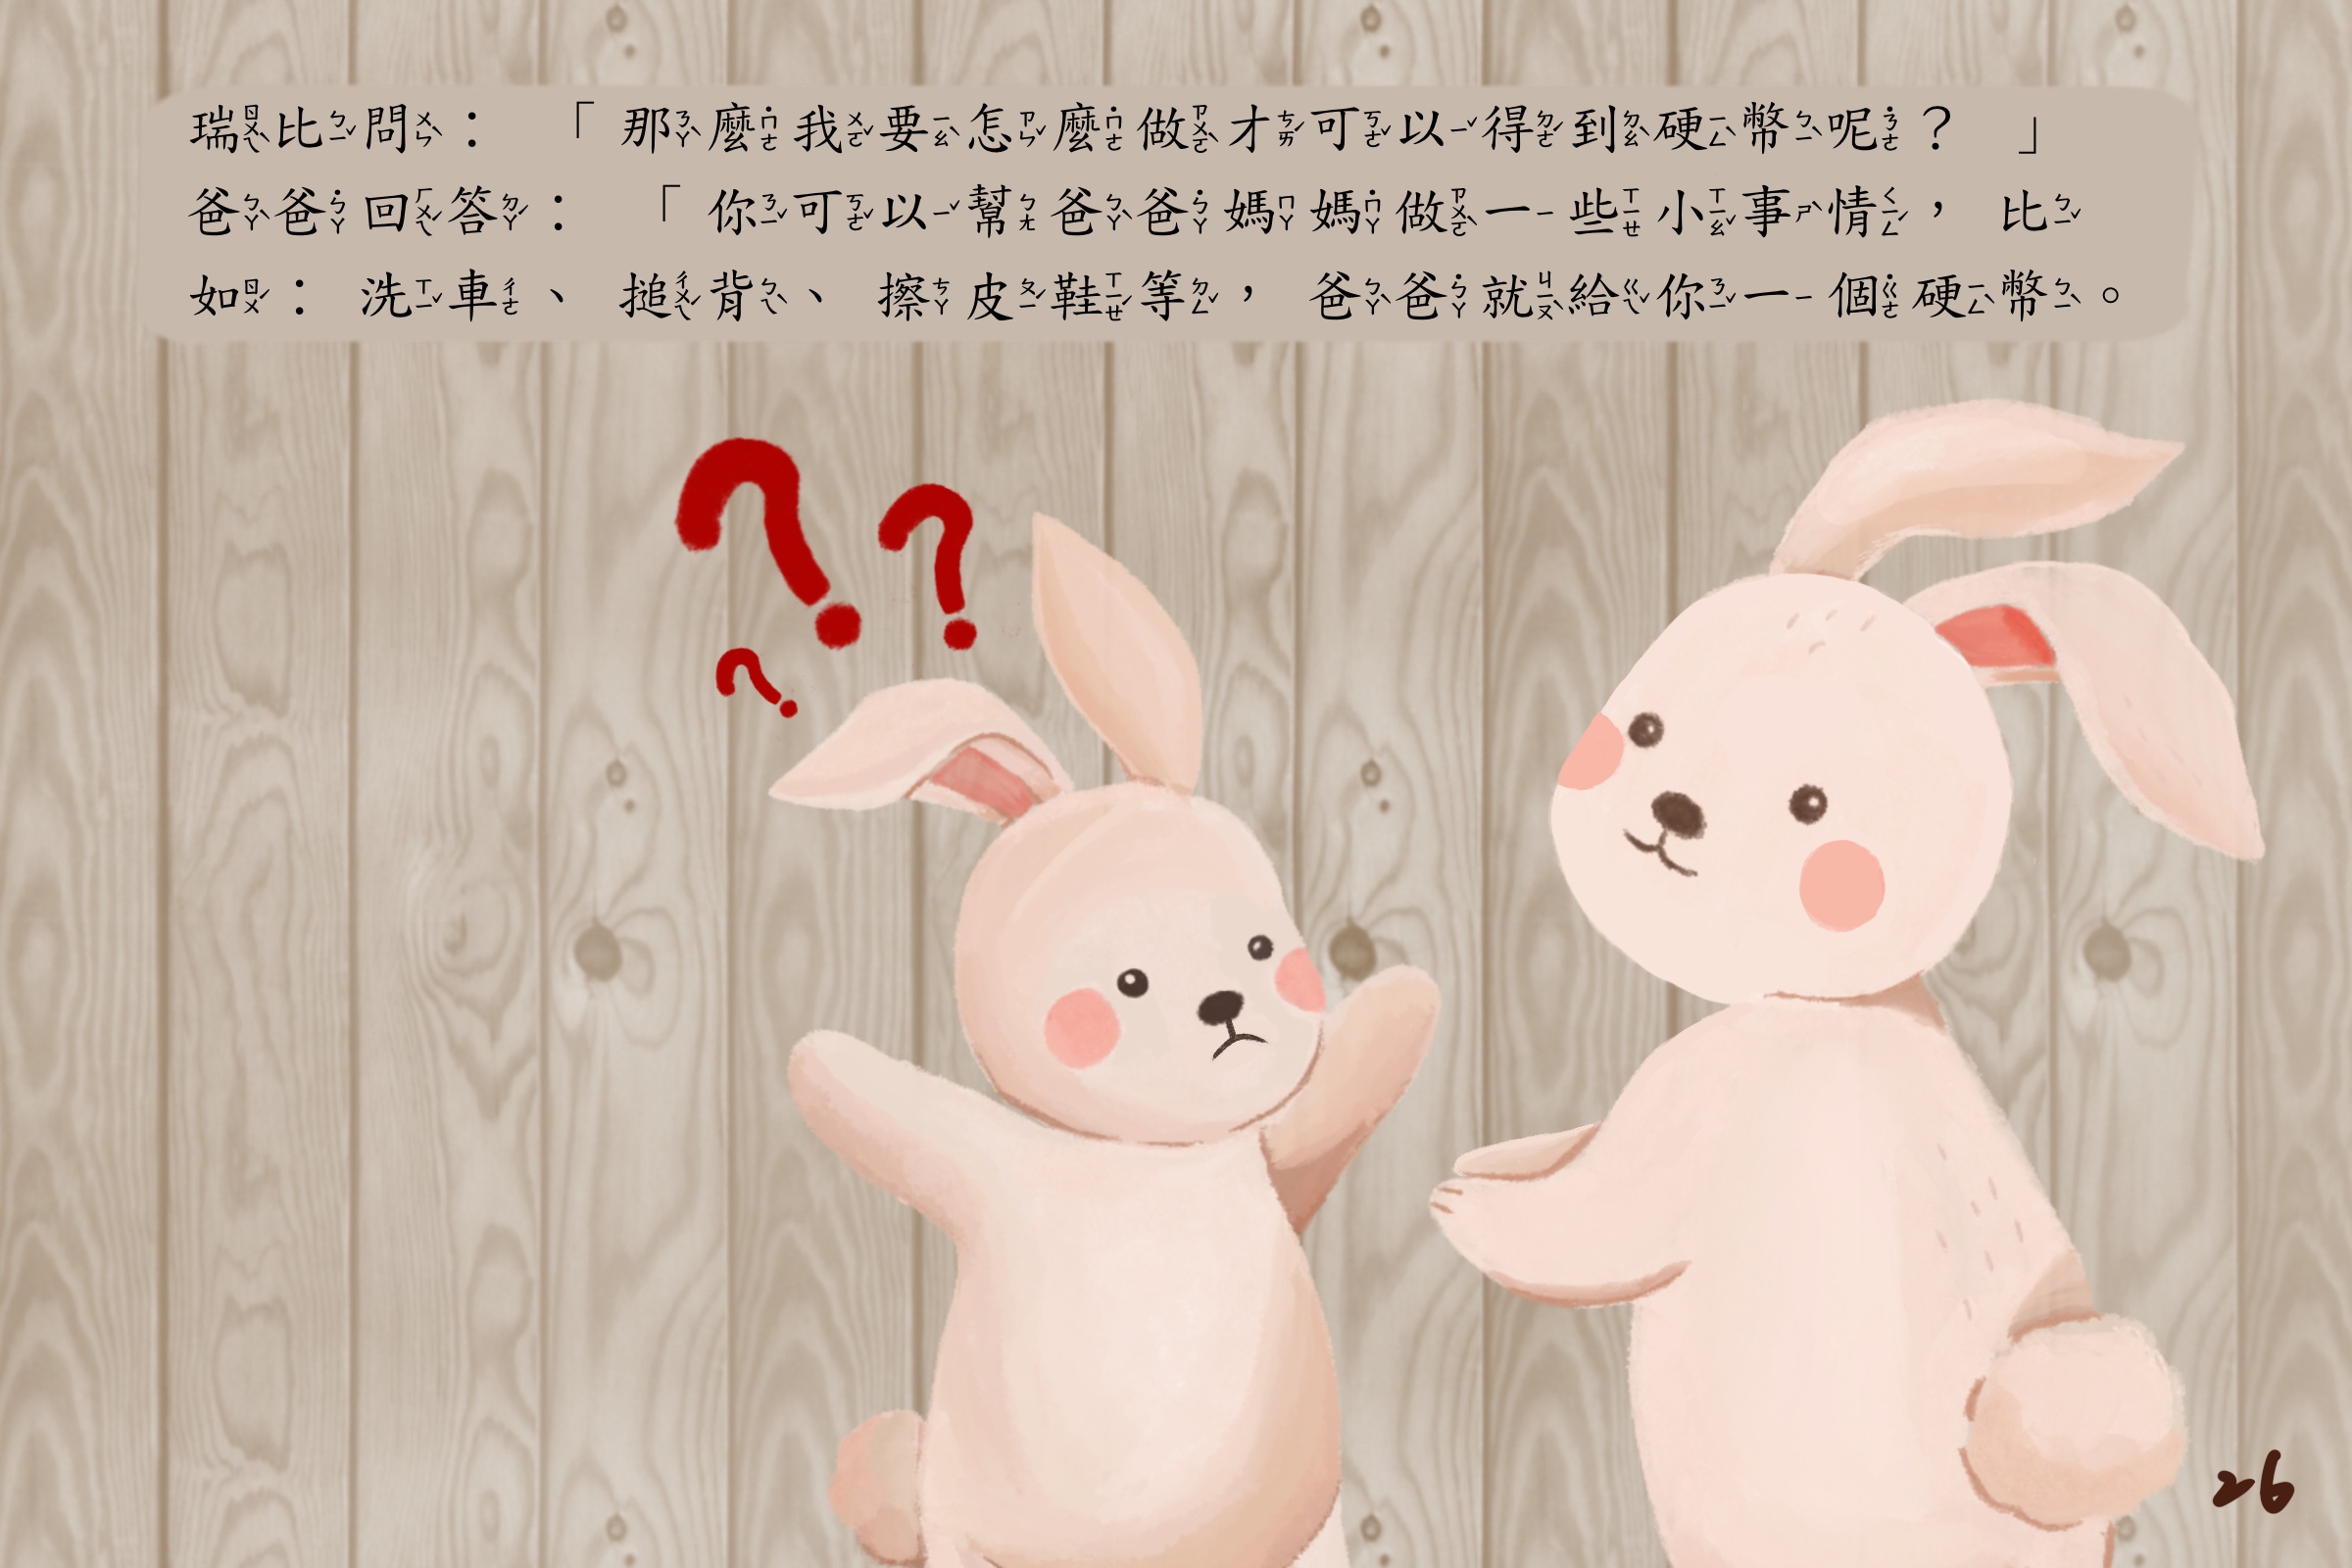 瑞比問：「那麼我要怎麼做才可以得到硬幣呢？」
爸爸回答：「你可以幫爸爸媽媽做一些小事情，比
如：洗車、搥背、擦皮鞋等，爸爸就給你一個硬幣。
???
26